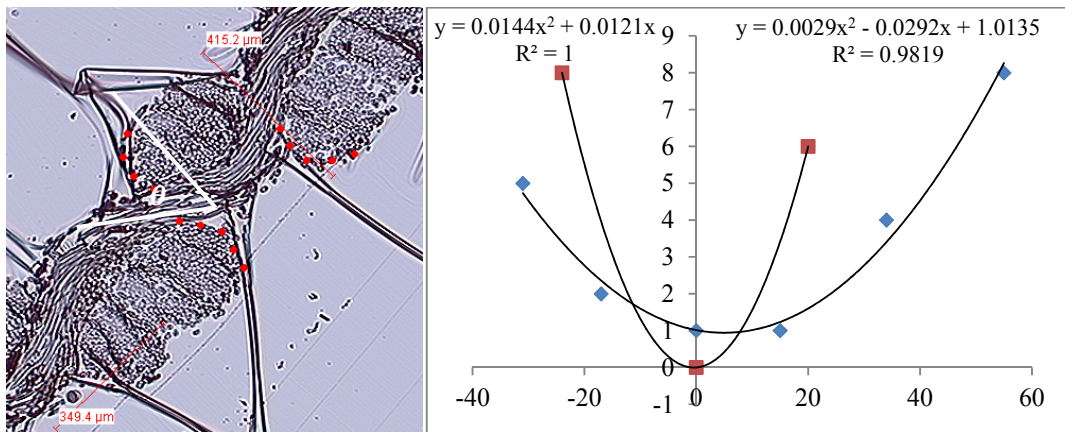 415.2 µm
θ
349.4 µm
y = 0.0144x² + 0.0121x
R² = 1
y = 0.0029x² - 0.0292x + 1.0135
R² = 0.9819
9
8
7
6
5
4
3
2
1
0
-1
-40
-20
0
20
40
60